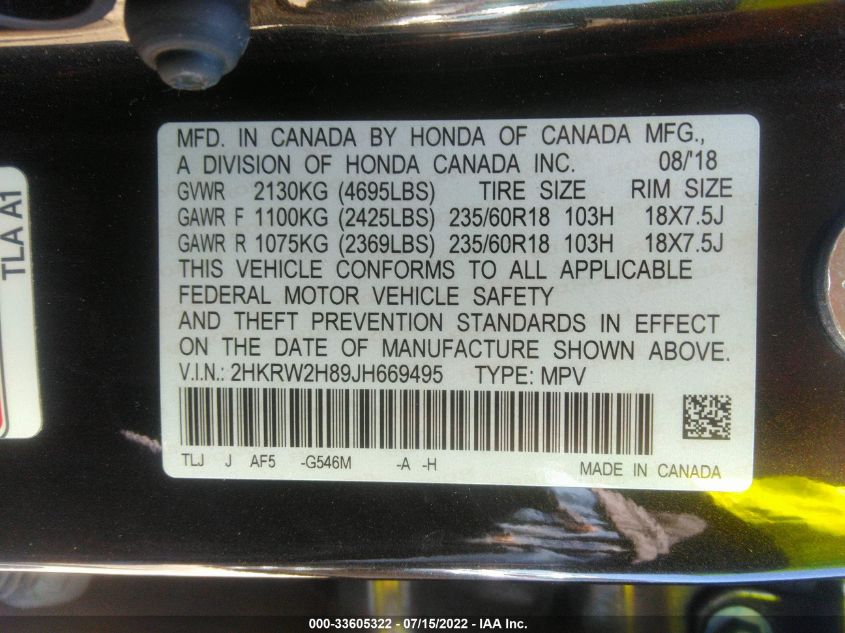 MFD. IN CANADA BY HONDA OF CANADA MFG.,
A DIVISION OF HONDA CANADA INC. 08/'18
GVWR 2130KG (4695LBS) TIRE SIZE RIM SIZE
GAWR F 1100KG (2425LBS) 235/60R18 103H 18X7.5J
GAWR R 1075KG (2369LBS) 235/60R18 103H 18X7.5J
THIS VEHICLE CONFORMS TO ALL APPLICABLE
FEDERAL MOTOR VEHICLE SAFETY
AND THEFT PREVENTION STANDARDS IN EFFECT
ON THE DATE OF MANUFACTURE SHOWN ABOVE.
V.I.N.: 2HKRW2H89JH669495 TYPE: MPV
TLJ J AF5 -G546M -A -H MADE IN CANADA
TLA A1
000-33605322 - 07/15/2022 - IAA Inc.